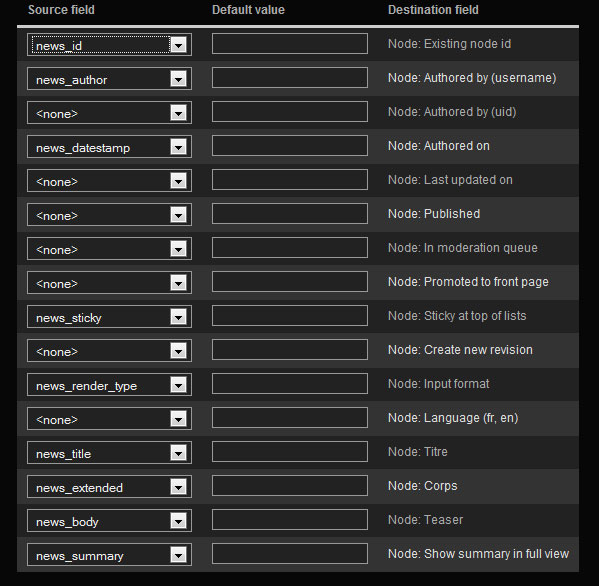 Source field Default value Destination field
news_id Node: Existing node id
news_author Node: Authored by (username)
<none> Node: Authored by (uid)
news_datestamp Node: Authored on
<none> Node: Last updated on
<none> Node: Published
<none> Node: In moderation queue
<none> Node: Promoted to front page
news_sticky Node: Sticky at top of lists
<none> Node: Create new revision
news_render_type Node: Input format
<none> Node: Language (fr, en)
news_title Node: Titre
news_extended Node: Corps
news_body Node: Teaser
news_summary Node: Show summary in full view